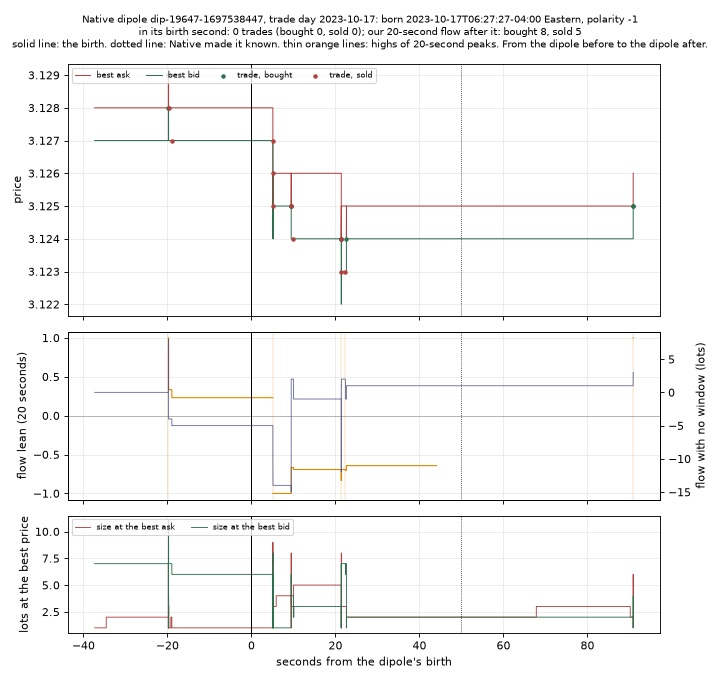 Native dipole dip-19647-1697538447, trade day 2023-10-17: born 2023-10-17T06:27:27-04:00 Eastern, polarity -1
in its birth second: 0 trades (bought 0, sold 0); our 20-second flow after it: bought 8, sold 5
solid line: the birth. dotted line: Native made it known. thin orange lines: highs of 20-second peaks. From the dipole before to the dipole after.
best ask
best bid
trade, bought
trade, sold
3.129
3.128
3.127
3.126
3.125
3.124
3.123
3.122
price
1.0
0.5
0.0
−0.5
−1.0
flow lean (20 seconds)
5
0
−5
−10
−15
flow with no window (lots)
size at the best ask
size at the best bid
10.0
7.5
5.0
2.5
lots at the best price
−40
−20
0
20
40
60
80
seconds from the dipole's birth